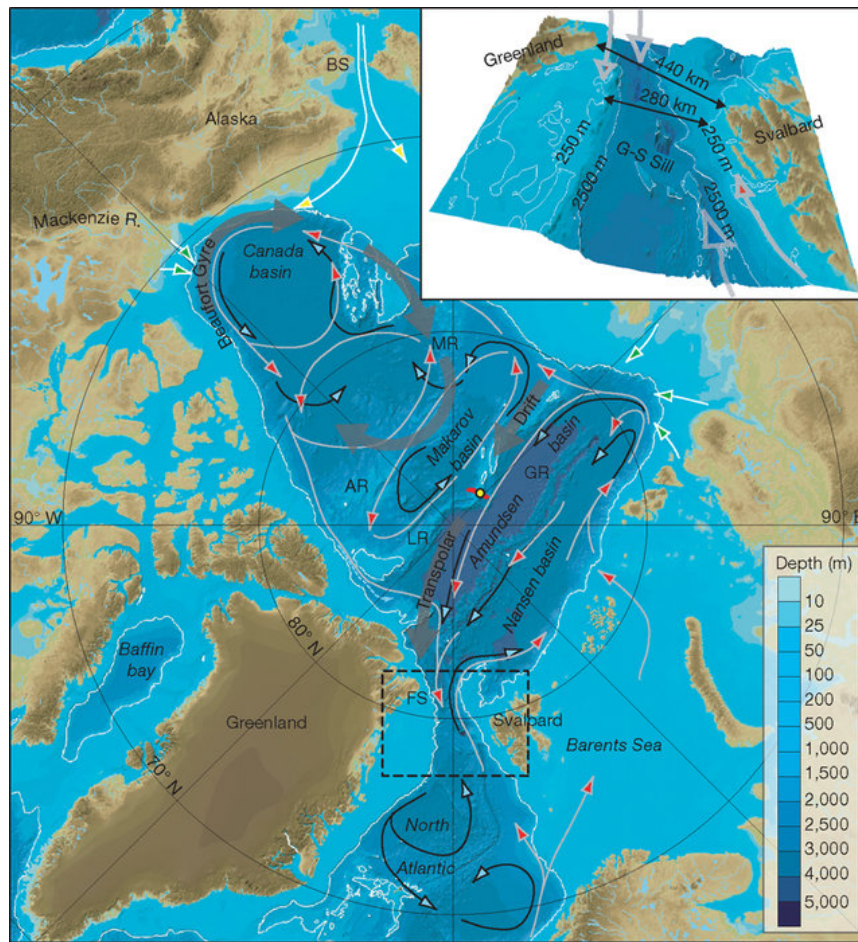 BS
Alaska
Mackenzie R.
Beaufort Gyre
Canada
basin
MR
Drift
Makarov
basin
basin
GR
AR
Amundsen
LR
90° W
90° E
Transpolar
Nansen basin
80° N
Baffin
bay
FS
Greenland
Svalbard
Barents Sea
70° N
North
Atlantic
Greenland
440 km
280 km
Svalbard
250 m
250 m
G-S Sill
2500 m
2500 m
Depth (m)
10
25
50
100
200
500
1,000
1,500
2,000
2,500
3,000
4,000
5,000